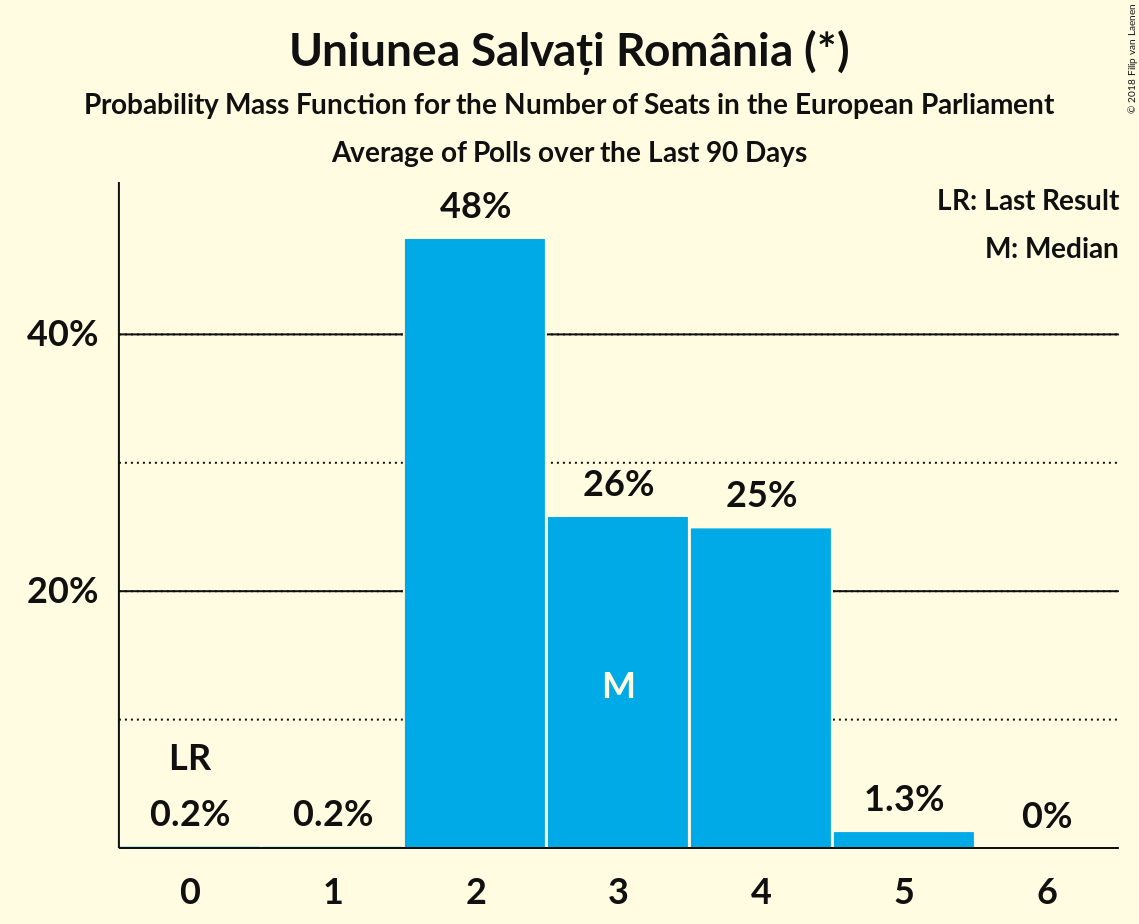 Uniunea Salvați România (*)
Probability Mass Function for the Number of Seats in the European Parliament
Average of Polls over the Last 90 Days
© 2018 Filip van Laenen
LR: Last Result
M: Median
48%
40%
26%
25%
20%
M
LR
0.2%
0.2%
1.3%
0%
0 1 2 3 4 5 6